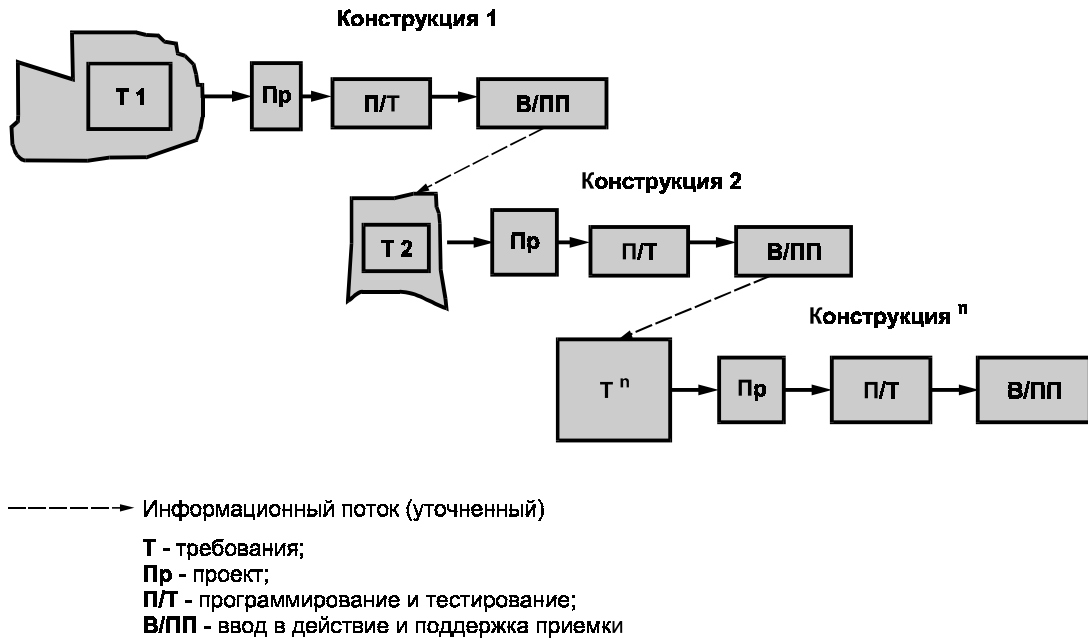 Конструкция 1
Т 1
Пр
П/Т
В/ПП
Конструкция 2
Т 2
Пр
П/Т
В/ПП
Конструкция n
Т n
Пр
П/Т
В/ПП
Информационный поток (уточненный)
Т - требования;
Пр - проект;
П/Т - программирование и тестирование;
В/ПП - ввод в действие и поддержка приемки